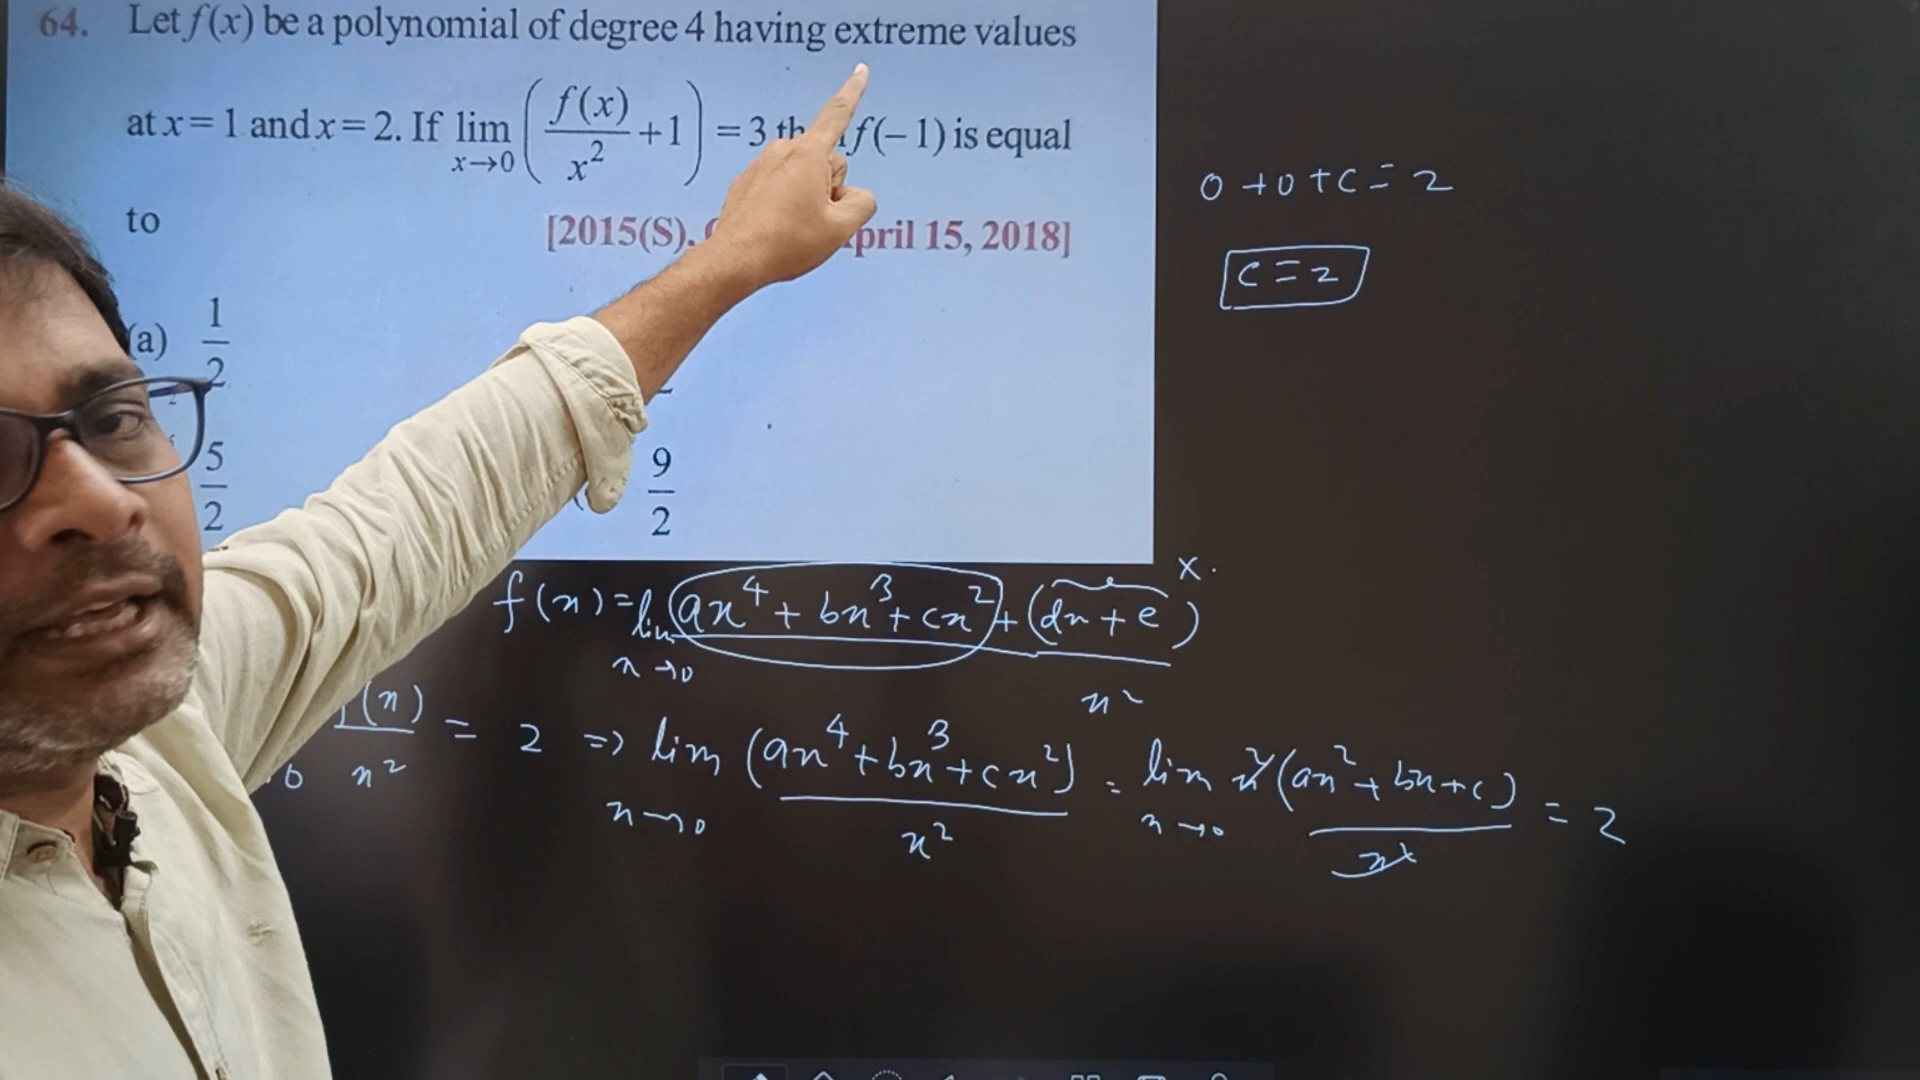 64. Let f(x) be a polynomial of degree 4 having extreme values
at x = 1 and x = 2. If lim x→0 ( f(x)/x² + 1 ) = 3 f(– 1) is equal
to
[2015(S), April 15, 2018]
(a) 1/2
5/2
9/2
0 + 0 + c = 2
c = 2
f(x) = lim x→0 (ax⁴ + bx³ + cx²) + (dx + e) / x² x
(x)/x² = 2 ⇒ lim x→0 (ax⁴ + bx³ + cx²)/x² = lim x→0 x²(ax² + bx + c)/x² = 2